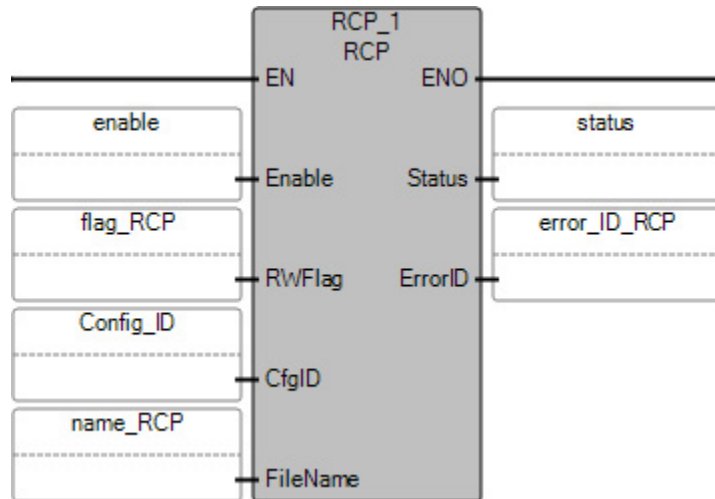 RCP_1
RCP
EN ENO
enable status
Enable Status
flag_RCP error_ID_RCP
RWFlag ErrorID
Config_ID
CfgID
name_RCP
FileName